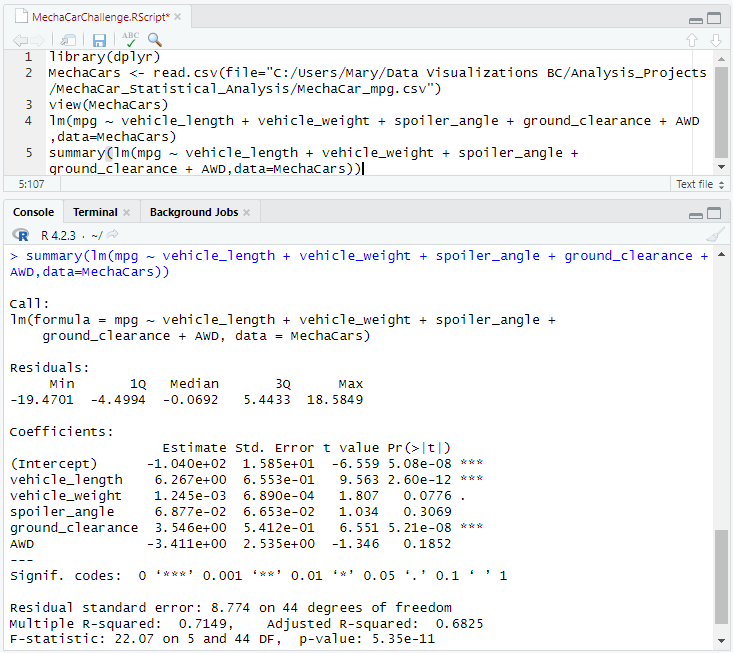 MechaCarChallenge.RScript*
ABC
1 library(dplyr)
2 MechaCars <- read.csv(file="C:/Users/Mary/Data Visualizations BC/Analysis_Projects
/MechaCar_Statistical_Analysis/MechaCar_mpg.csv")
3 view(MechaCars)
4 lm(mpg ~ vehicle_length + vehicle_weight + spoiler_angle + ground_clearance + AWD
,data=MechaCars)
5 summary(lm(mpg ~ vehicle_length + vehicle_weight + spoiler_angle +
ground_clearance + AWD,data=MechaCars))
5:107 Text file
Console Terminal Background Jobs
R R 4.2.3 · ~/
> summary(lm(mpg ~ vehicle_length + vehicle_weight + spoiler_angle + ground_clearance +
AWD,data=MechaCars))
Call:
lm(formula = mpg ~ vehicle_length + vehicle_weight + spoiler_angle +
    ground_clearance + AWD, data = MechaCars)
Residuals:
     Min       1Q   Median       3Q      Max
-19.4701  -4.4994  -0.0692   5.4433  18.5849
Coefficients:
                   Estimate Std. Error t value Pr(>|t|)
(Intercept)      -1.040e+02  1.585e+01  -6.559 5.08e-08 ***
vehicle_length    6.267e+00  6.553e-01   9.563 2.60e-12 ***
vehicle_weight    1.245e-03  6.890e-04   1.807   0.0776 .
spoiler_angle     6.877e-02  6.653e-02   1.034   0.3069
ground_clearance  3.546e+00  5.412e-01   6.551 5.21e-08 ***
AWD              -3.411e+00  2.535e+00  -1.346   0.1852
---
Signif. codes:  0 ‘***’ 0.001 ‘**’ 0.01 ‘*’ 0.05 ‘.’ 0.1 ‘ ’ 1
Residual standard error: 8.774 on 44 degrees of freedom
Multiple R-squared:  0.7149,    Adjusted R-squared:  0.6825
F-statistic: 22.07 on 5 and 44 DF,  p-value: 5.35e-11